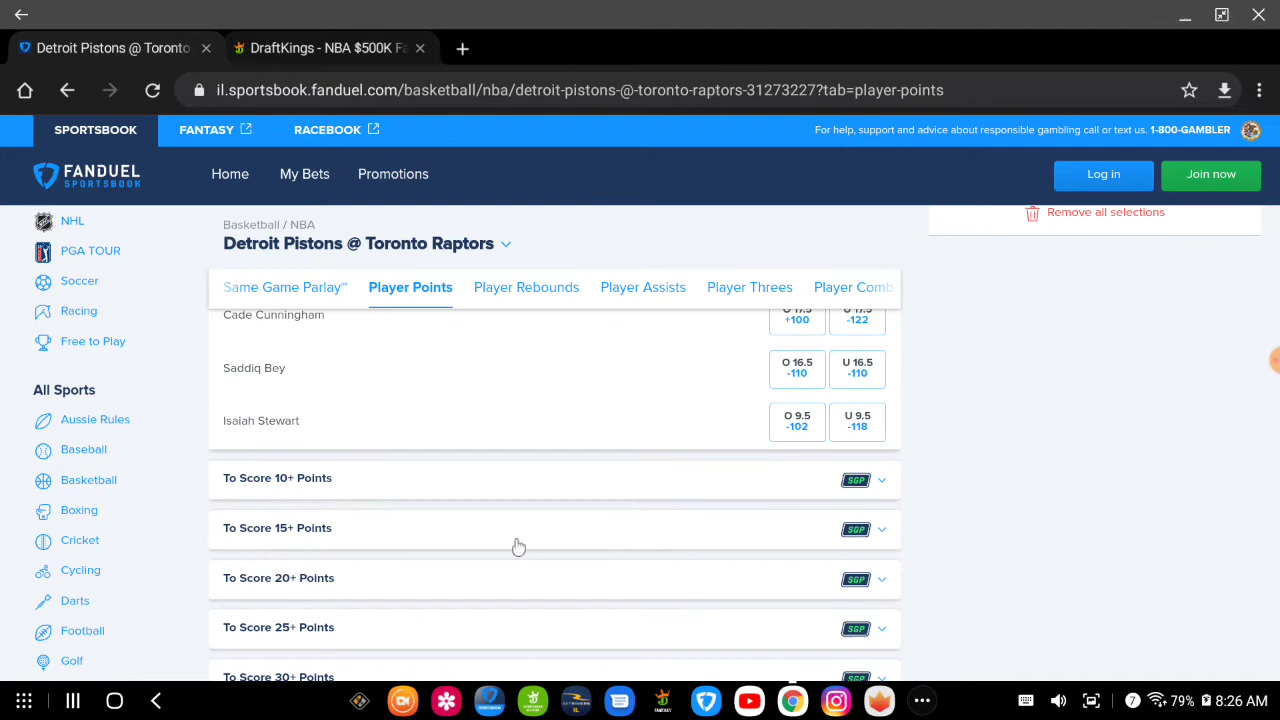 Detroit Pistons @ Toronto
DraftKings - NBA $500K Fa
il.sportsbook.fanduel.com/basketball/nba/detroit-pistons-@-toronto-raptors-31273227?tab=player-points
SPORTSBOOK
FANTASY
RACEBOOK
For help, support and advice about responsible gambling call or text us. 1-800-GAMBLER
FANDUEL
SPORTSBOOK
Home
My Bets
Promotions
Log in
Join now
NHL
PGA TOUR
Soccer
Racing
Free to Play
All Sports
Aussie Rules
Baseball
Basketball
Boxing
Cricket
Cycling
Darts
Football
Golf
Basketball / NBA
Detroit Pistons @ Toronto Raptors
Remove all selections
Same Game Parlay™
Player Points
Player Rebounds
Player Assists
Player Threes
Player Comb
Cade Cunningham
O 17.5
+100
U 17.5
-122
Saddiq Bey
O 16.5
-110
U 16.5
-110
Isaiah Stewart
O 9.5
-102
U 9.5
-118
To Score 10+ Points
SGP
To Score 15+ Points
SGP
To Score 20+ Points
SGP
To Score 25+ Points
SGP
To Score 30+ Points
SGP
7
79%
8:26 AM